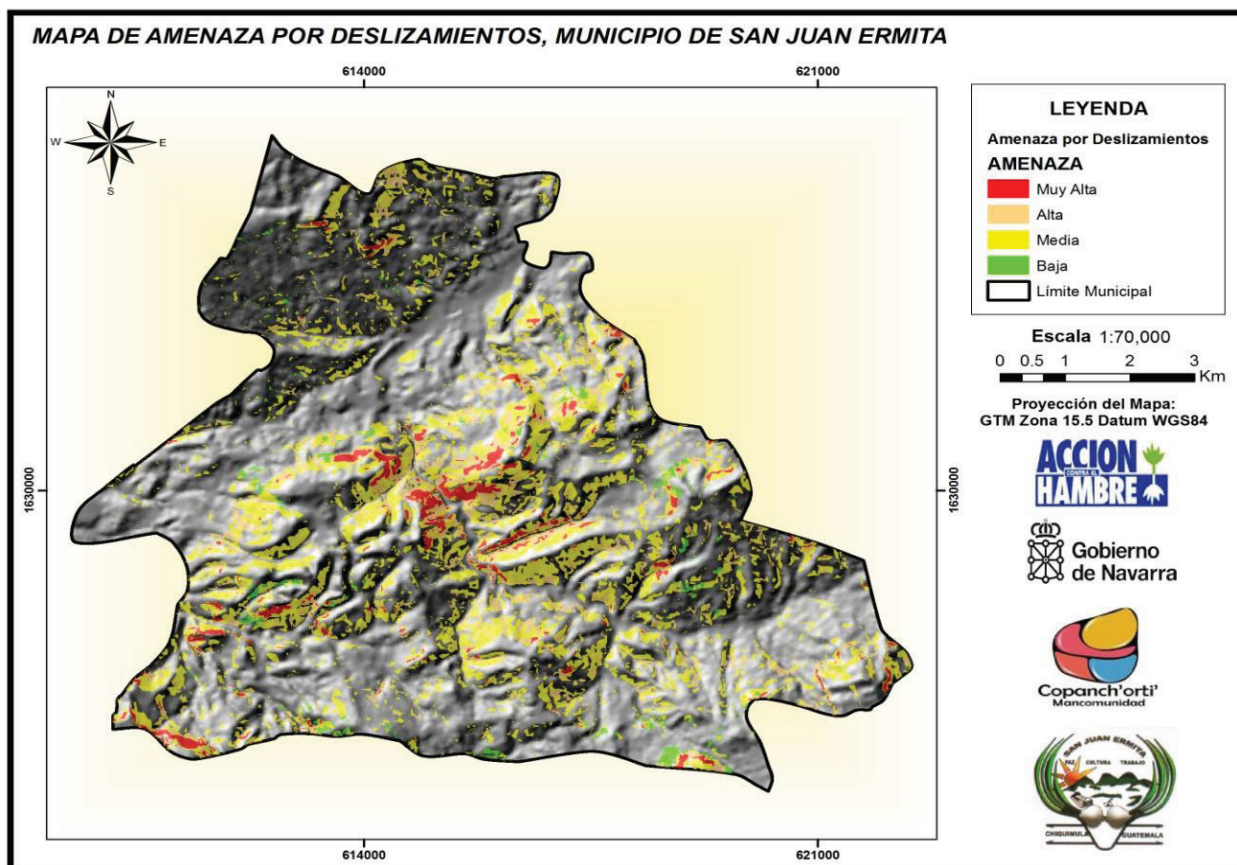 MAPA DE AMENAZA POR DESLIZAMIENTOS, MUNICIPIO DE SAN JUAN ERMITA
614000
621000
N
W
E
S
1630000
1630000
614000
621000
LEYENDA
Amenaza por Deslizamientos
AMENAZA
Muy Alta
Alta
Media
Baja
Límite Municipal
Escala 1:70,000
0 0.5 1 2 3
Km
Proyección del Mapa:
GTM Zona 15.5 Datum WGS84
ACCION
CONTRA EL
HAMBRE
Gobierno
de Navarra
Copanch'orti'
Mancomunidad
SAN JUAN ERMITA
PAZ CULTURA TRABAJO
CHIQUIMULA GUATEMALA